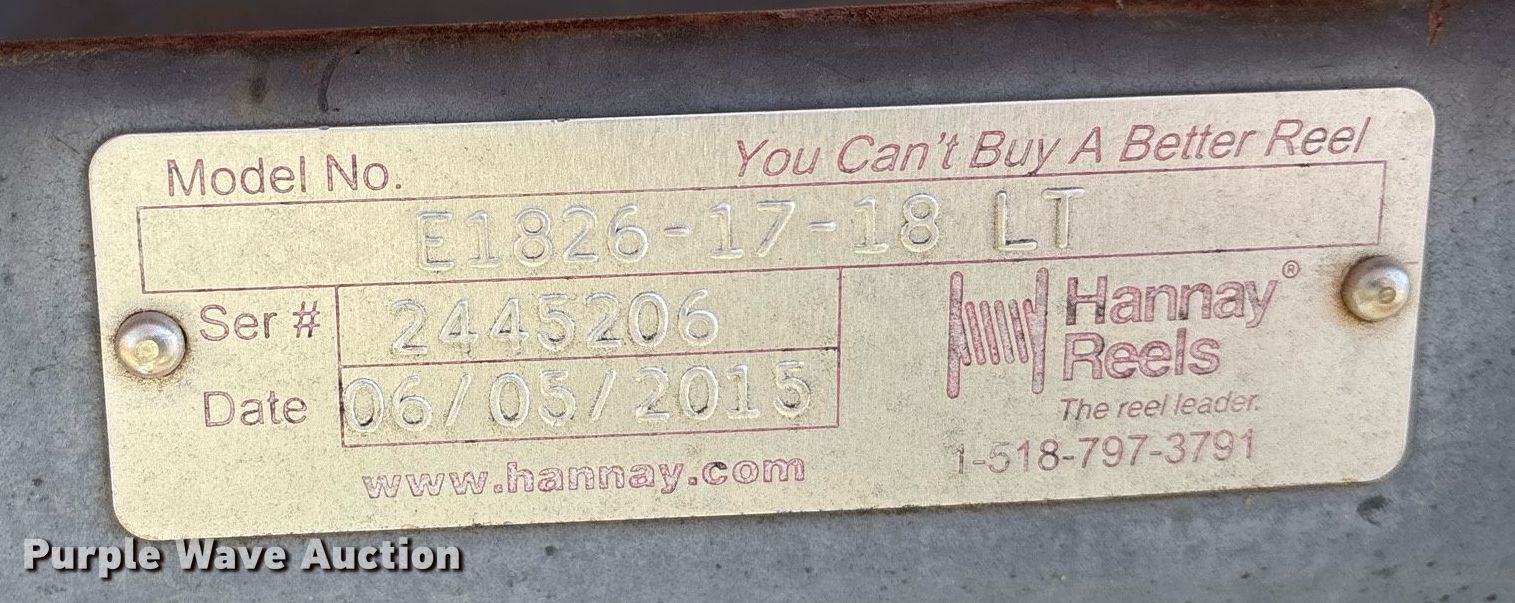 Model No.
You Can't Buy A Better Reel
E1826-17-18 LT
Ser # 2445206
Date 06/05/2015
Hannay®
Reels
The reel leader.
www.hannay.com
1-518-797-3791
Purple Wave Auction